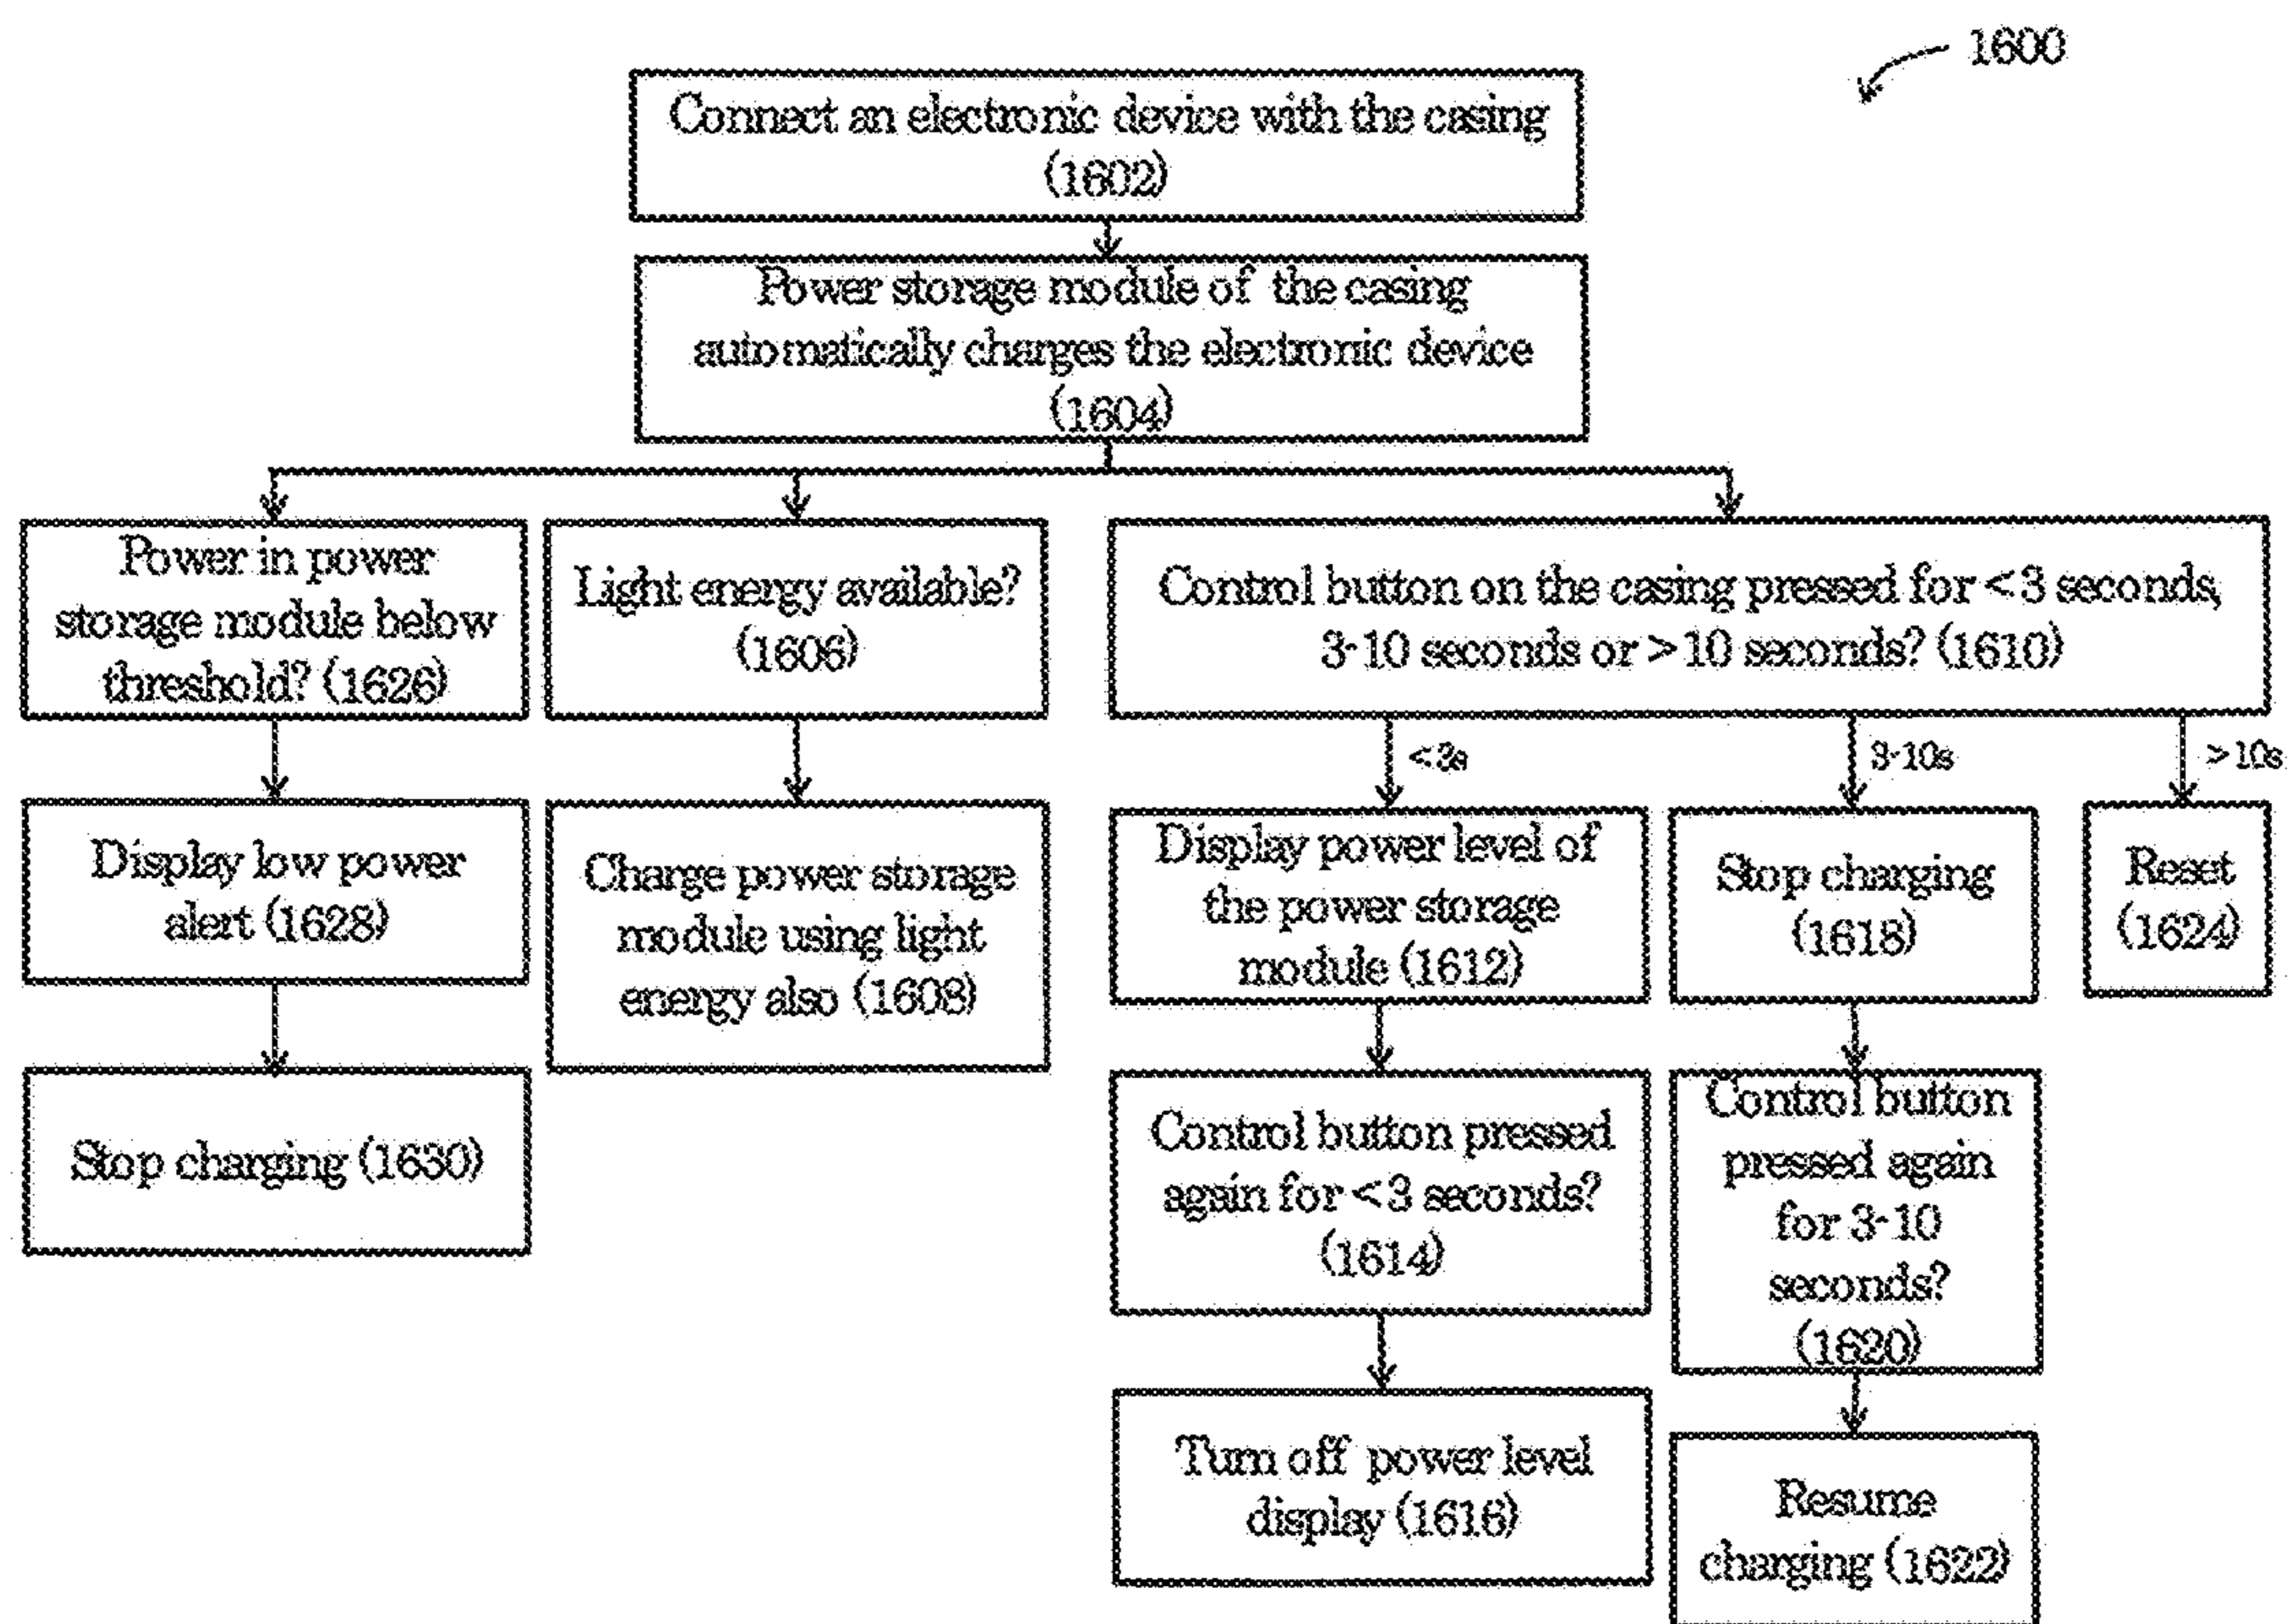 1600
Connect an electronic device with the casing
(1602)
Power storage module of the casing
automatically charges the electronic device
(1604)
Power in power
storage module below
threshold? (1626)
Light energy available?
(1606)
Control button on the casing pressed for <3 seconds,
3-10 seconds or >10 seconds? (1610)
<3s
3-10s
>10s
Display low power
alert (1628)
Charge power storage
module using light
energy also (1608)
Display power level of
the power storage
module (1612)
Stop charging
(1618)
Reset
(1624)
Stop charging (1630)
Control button pressed
again for <3 seconds?
(1614)
Control button
pressed again
for 3-10
seconds?
(1620)
Turn off power level
display (1616)
Resume
charging (1622)